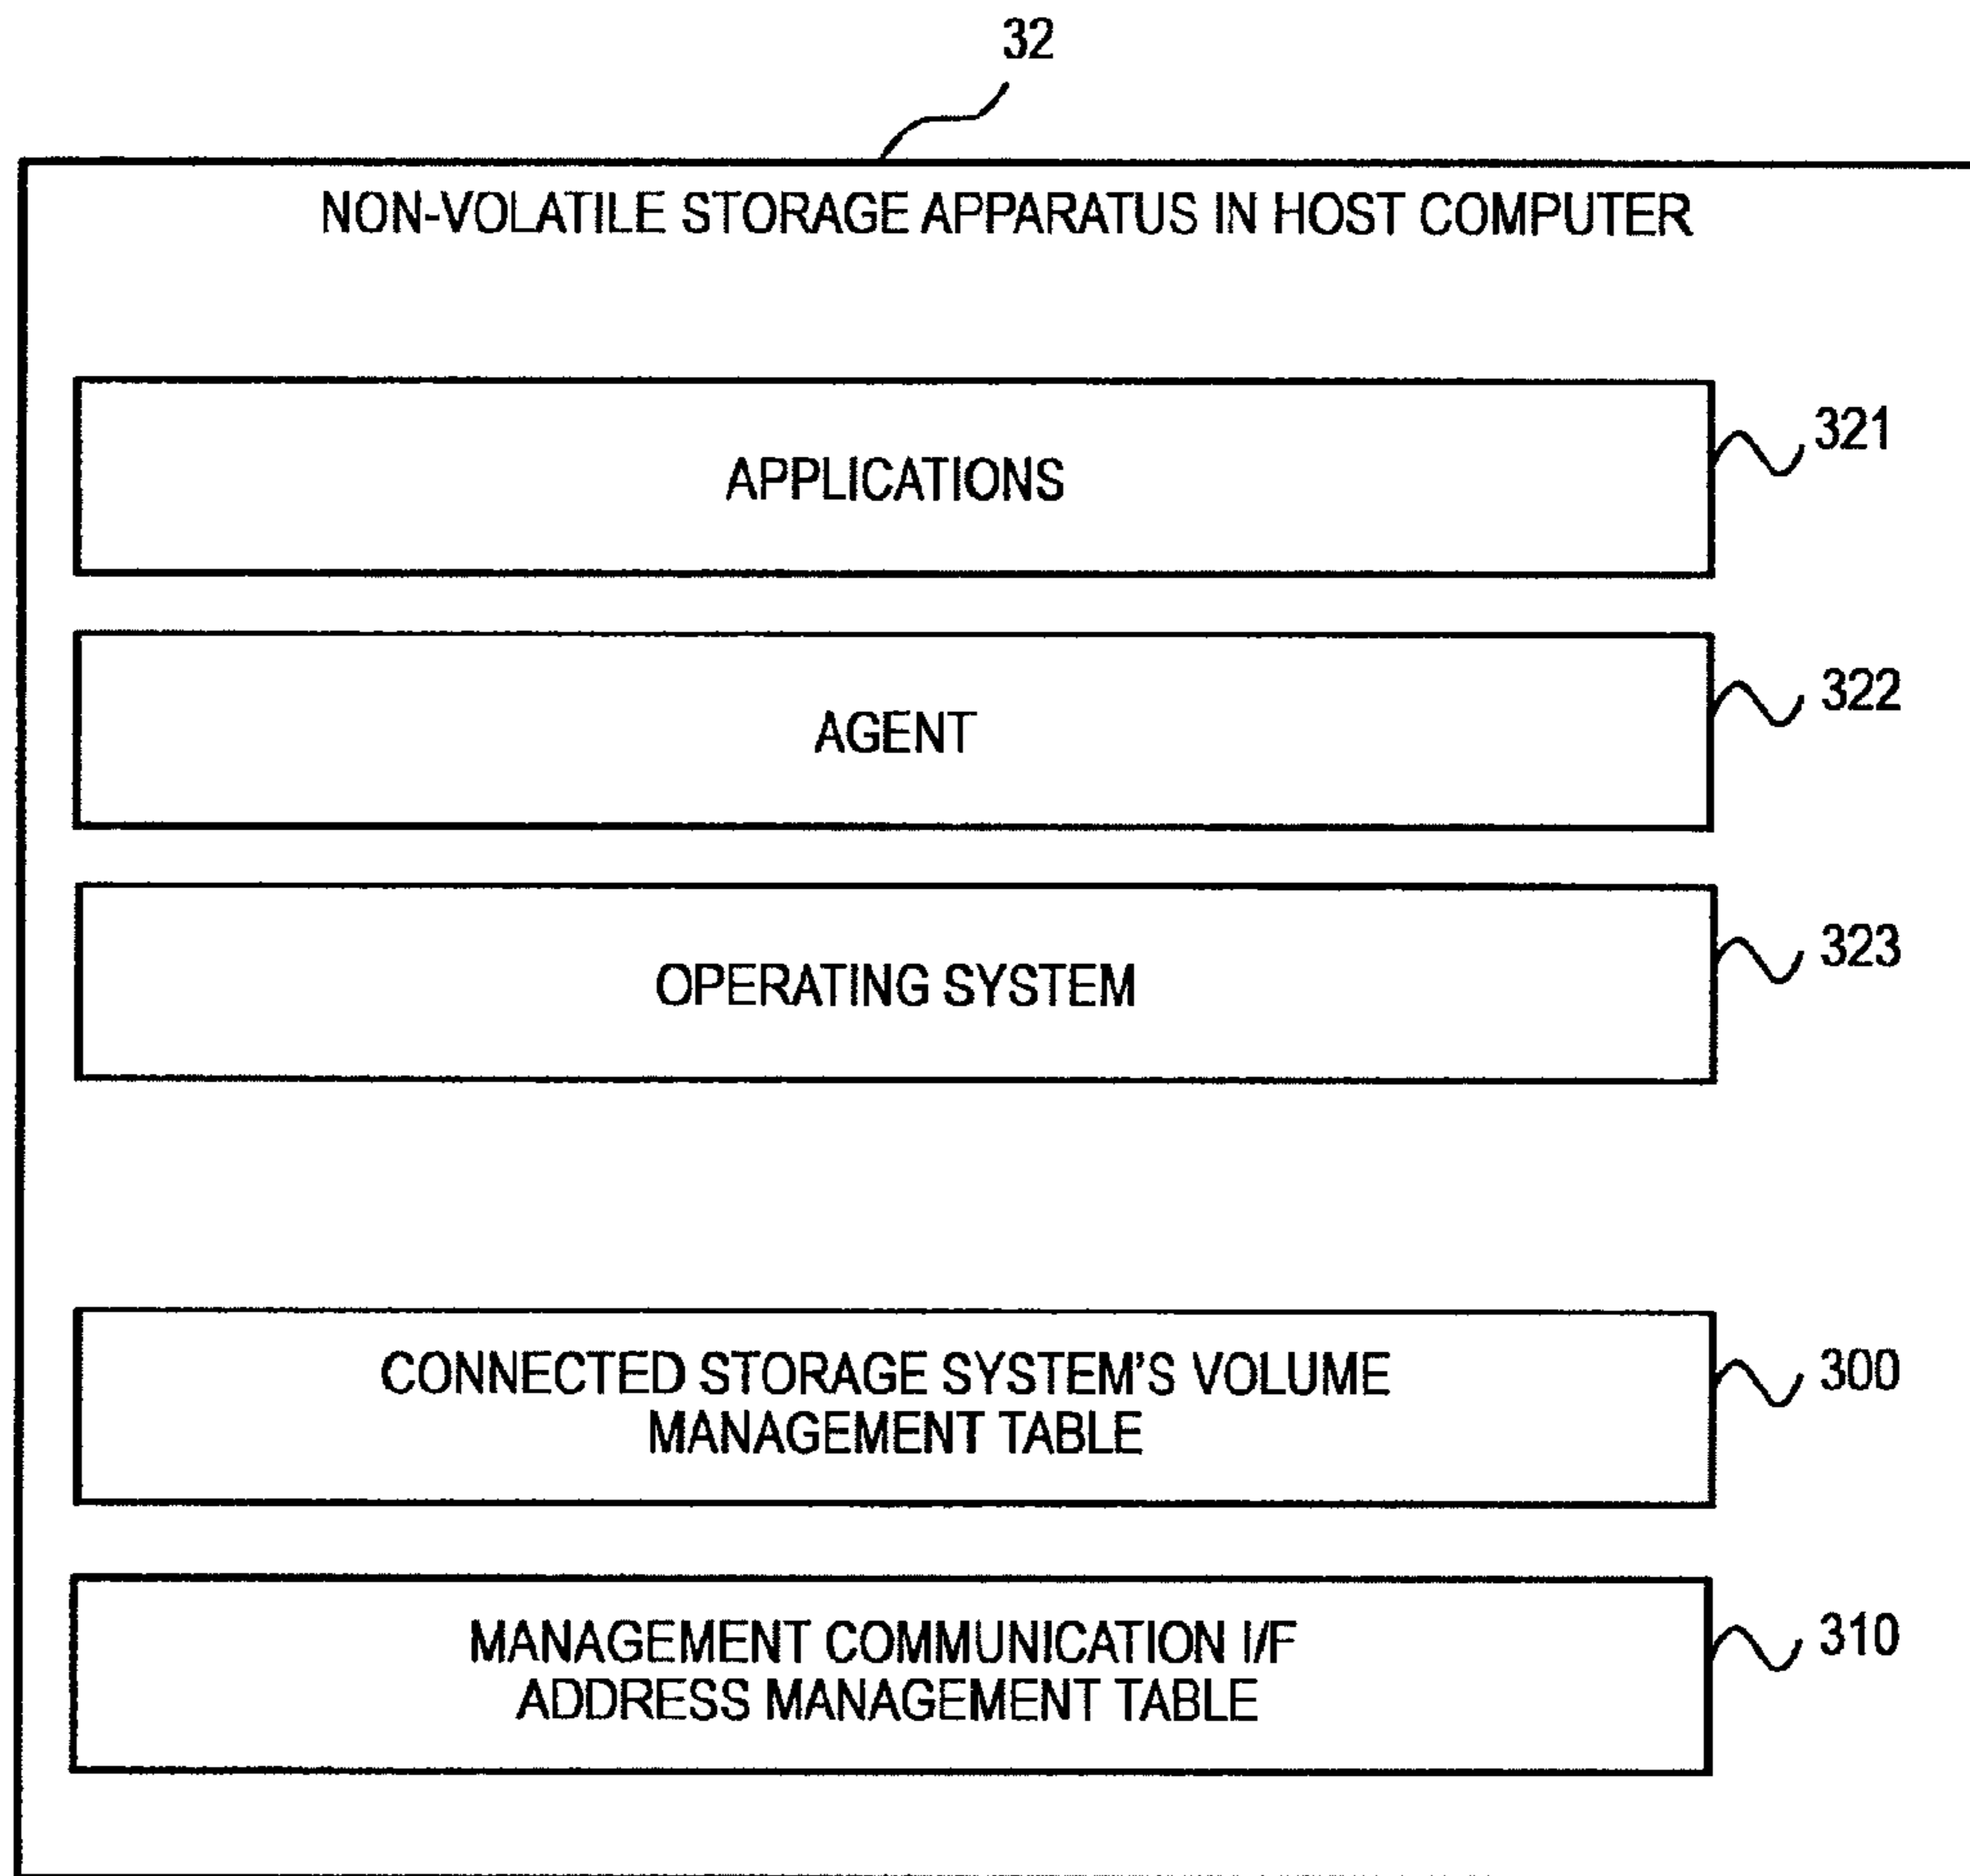 32
NON-VOLATILE STORAGE APPARATUS IN HOST COMPUTER
APPLICATIONS
321
AGENT
322
OPERATING SYSTEM
323
CONNECTED STORAGE SYSTEM'S VOLUME
MANAGEMENT TABLE
300
MANAGEMENT COMMUNICATION I/F
ADDRESS MANAGEMENT TABLE
310